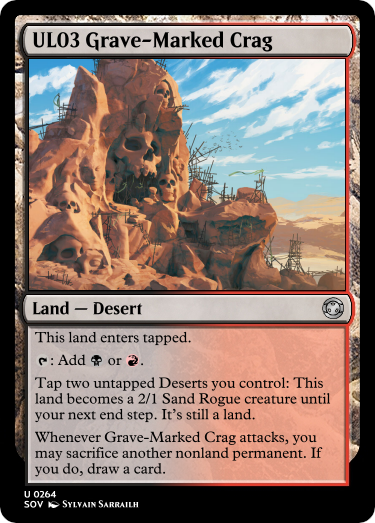 UL03 Grave-Marked Crag
Land — Desert
This land enters tapped.
: Add or .
Tap two untapped Deserts you control: This
land becomes a 2/1 Sand Rogue creature until
your next end step. It's still a land.
Whenever Grave-Marked Crag attacks, you
may sacrifice another nonland permanent. If
you do, draw a card.
U 0264
SOV Sylvain Sarrailh